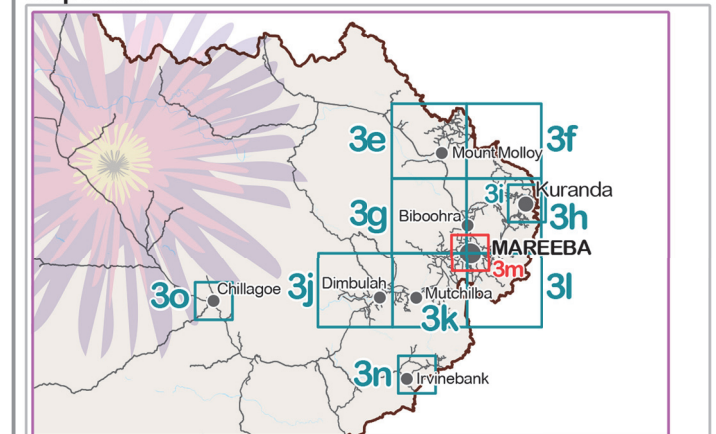 3e
3f
Mount Molloy
3i
Kuranda
3g
Biboohra
3h
MAREEBA
3m
3o
Chillagoe
3j
Dimbulah
Mutchilba
3l
3k
3n
Irvinebank